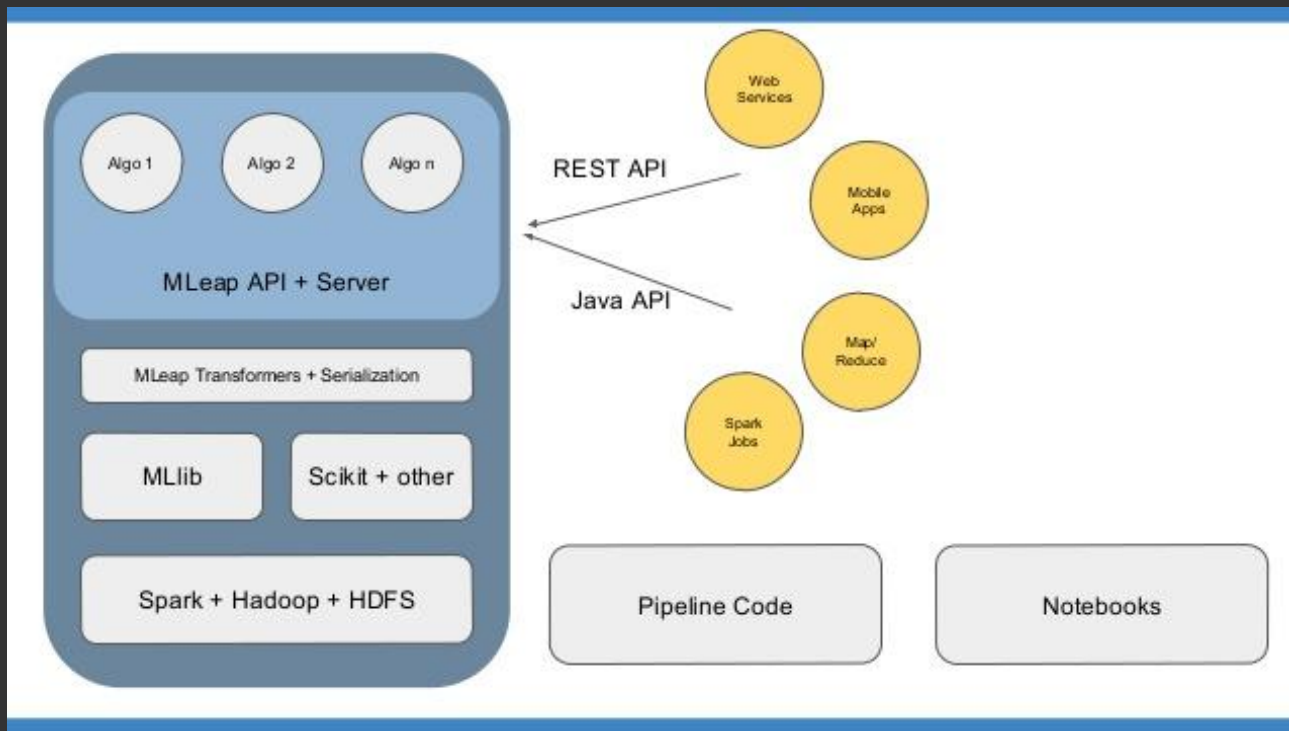 Algo 1
Algo 2
Algo n
MLeap API + Server
MLeap Transformers + Serialization
MLlib
Scikit + other
Spark + Hadoop + HDFS
REST API
Java API
Web
Services
Mobile
Apps
Map/
Reduce
Spark
Jobs
Pipeline Code
Notebooks